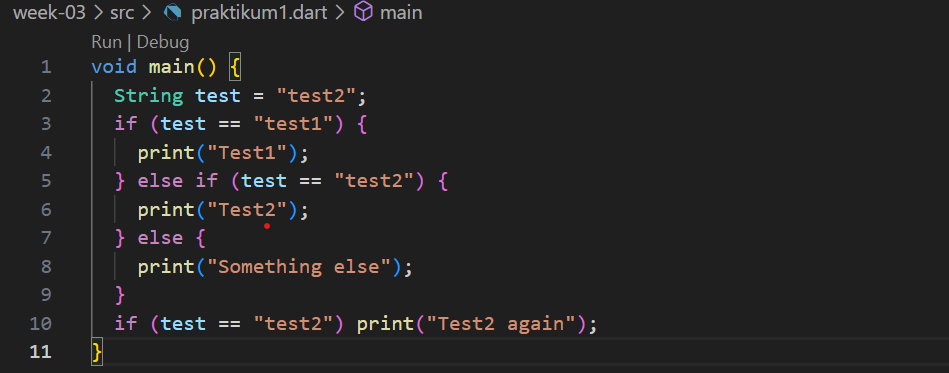 week-03 > src > praktikum1.dart > main
Run | Debug
1 void main() {
2   String test = "test2";
3   if (test == "test1") {
4     print("Test1");
5   } else if (test == "test2") {
6     print("Test2");
7   } else {
8     print("Something else");
9   }
10   if (test == "test2") print("Test2 again");
11 }